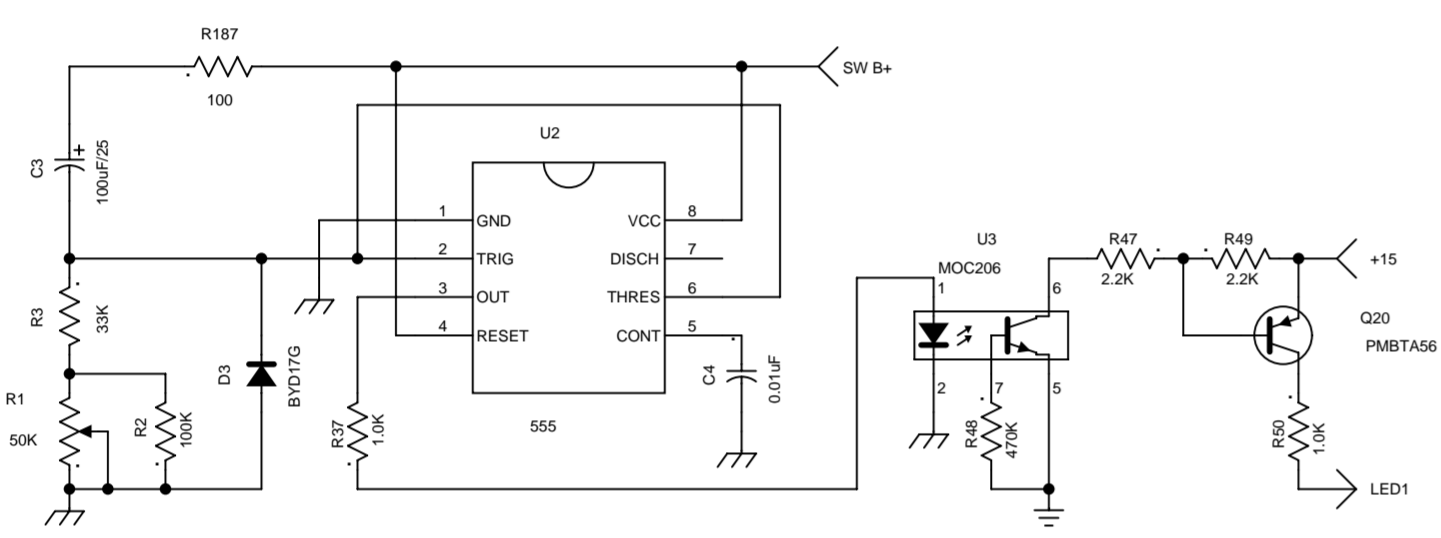 R187
100
SW B+
C3
100uF/25
U2
1
GND
VCC
8
2
TRIG
DISCH
7
3
OUT
THRES
6
4
RESET
CONT
5
555
R3
33K
R1
50K
R2
100K
D3
BYD17G
R37
1.0K
C4
0.01uF
U3
MOC206
1
2
6
7
5
R48
470K
R47
2.2K
R49
2.2K
+15
Q20
PMBTA56
R50
1.0K
LED1